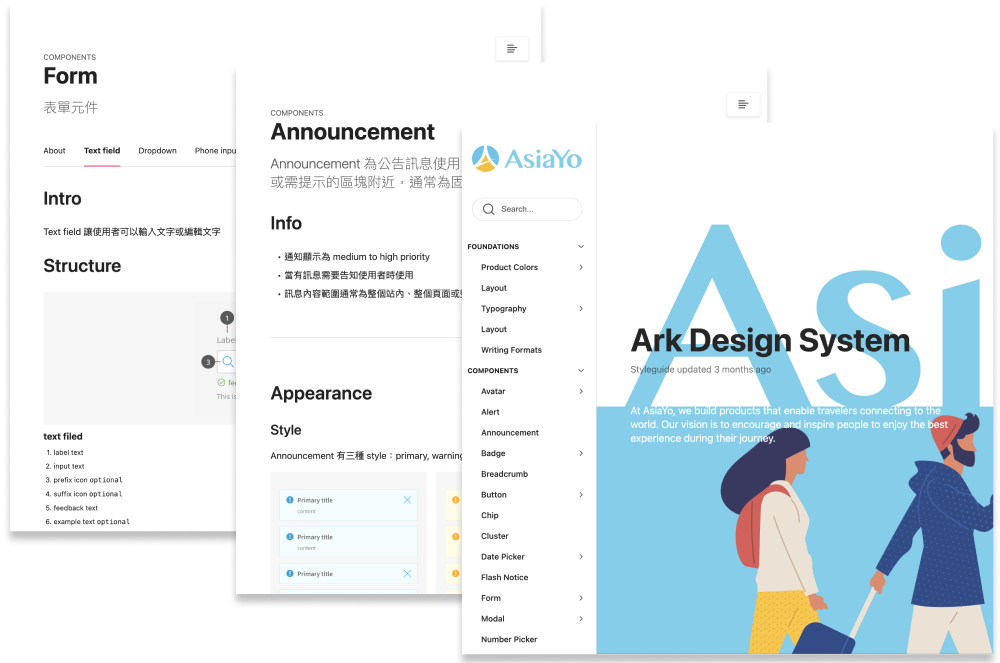 COMPONENTS
Form
表單元件
About
Text field
Dropdown
Phone inpu
Intro
Text field 讓使用者可以輸入文字或編輯文字
Structure
1
Label
3
fee
This is
text filed
1. label text
2. input text
3. prefix icon optional
4. suffix icon optional
5. feedback text
6. example text optional
COMPONENTS
Announcement
Announcement 為公告訊息使用
或需提示的區塊附近，通常為固
Info
• 通知顯示為 medium to high priority
• 當有訊息需要告知使用者時使用
• 訊息內容範圍通常為整個站內、整個頁面或
Appearance
Style
Announcement 有三種 style：primary, warning
Primary title
content
Primary title
content
Primary title
AsiaYo
Search...
FOUNDATIONS
Product Colors
Layout
Typography
Layout
Writing Formats
COMPONENTS
Avatar
Alert
Announcement
Badge
Breadcrumb
Button
Chip
Cluster
Date Picker
Flash Notice
Form
Modal
Number Picker
Asi
Ark Design System
Styleguide updated 3 months ago
At AsiaYo, we build products that enable travelers connecting to the
world. Our vision is to encourage and inspire people to enjoy the best
experience during their journey.